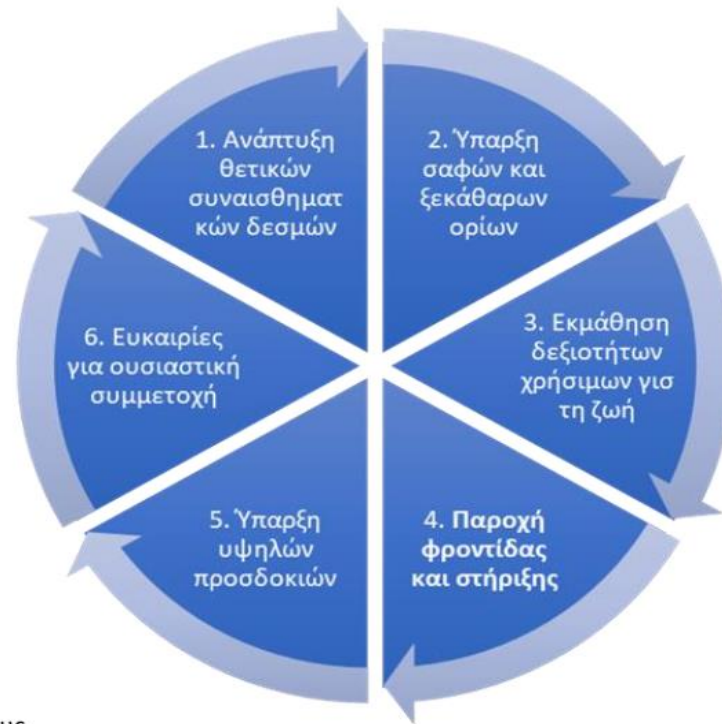 1. Ανάπτυξη
θετικών
συναισθηματ
κών δεσμών
2. Ύπαρξη
σαφών και
ξεκάθαρων
ορίων
3. Εκμάθηση
δεξιοτήτων
χρήσιμων γισ
τη ζωή
4. Παροχή
φροντίδας
και στήριξης
5. Ύπαρξη
υψηλών
προσδοκιών
6. Ευκαιρίες
για ουσιαστική
συμμετοχή